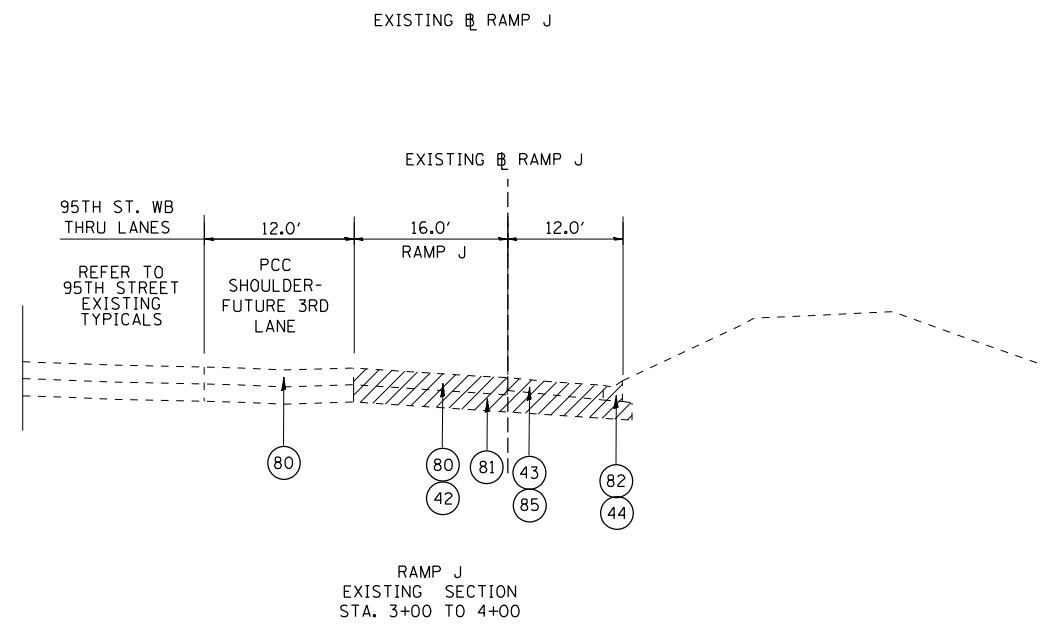 EXISTING ⅊ RAMP J
EXISTING ⅊ RAMP J
95TH ST. WB
THRU LANES
12.0'
16.0'
12.0'
RAMP J
REFER TO
95TH STREET
EXISTING
TYPICALS
PCC
SHOULDER-
FUTURE 3RD
LANE
80
80
42
81
43
85
82
44
RAMP J
EXISTING SECTION
STA. 3+00 TO 4+00